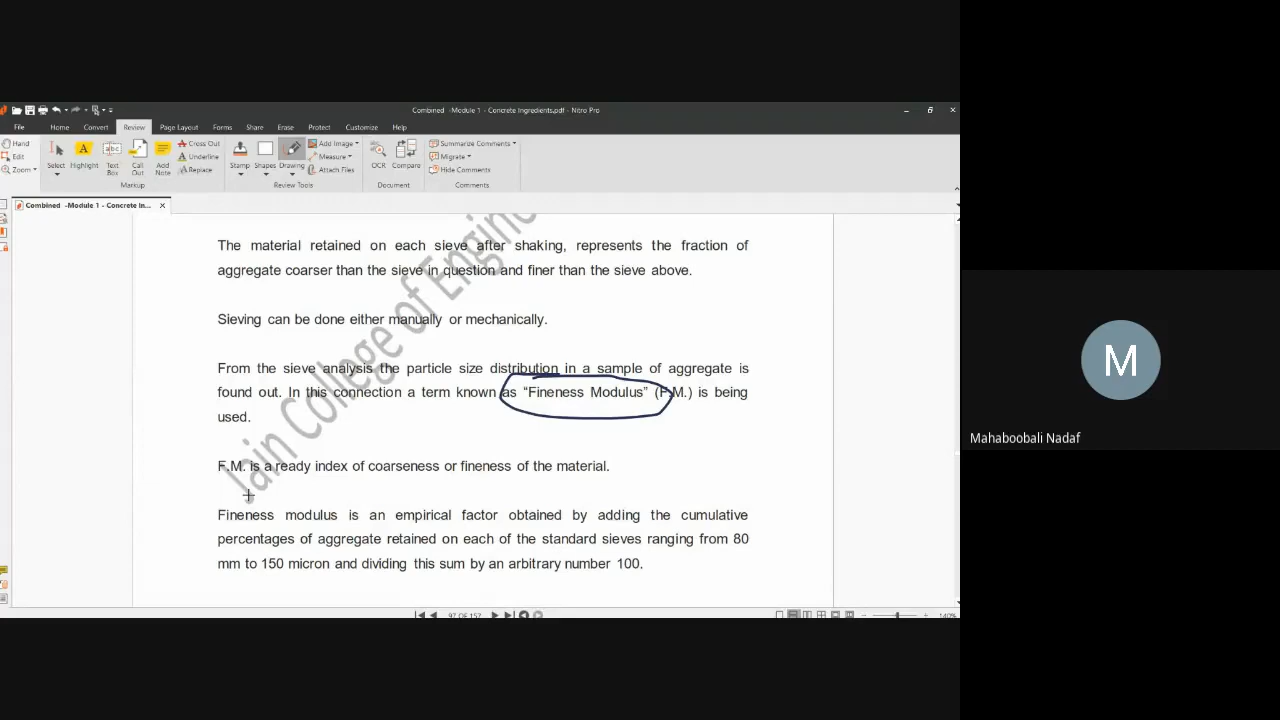 Combined -Module 1 - Concrete Ingredients.pdf - Nitro Pro
File Home Convert Review Page Layout Forms Share Erase Protect Customize Help
Hand
Edit
Zoom
Select
Highlight
Text Box
Call Out
Add Note
Cross Out
Underline
Replace
Markup
Stamp
Shapes
Drawing
Add Image
Measure
Attach Files
Review Tools
OCR
Compare
Document
Summarize Comments
Migrate
Hide Comments
Comments
Combined -Module 1 - Concrete In...
The material retained on each sieve after shaking, represents the fraction of
aggregate coarser than the sieve in question and finer than the sieve above.
Sieving can be done either manually or mechanically.
From the sieve analysis the particle size distribution in a sample of aggregate is
found out. In this connection a term known as “Fineness Modulus” (F.M.) is being
used.
F.M. is a ready index of coarseness or fineness of the material.
Fineness modulus is an empirical factor obtained by adding the cumulative
percentages of aggregate retained on each of the standard sieves ranging from 80
mm to 150 micron and dividing this sum by an arbitrary number 100.
Jain College of Engine
97 OF 157
140%
M
Mahaboobali Nadaf